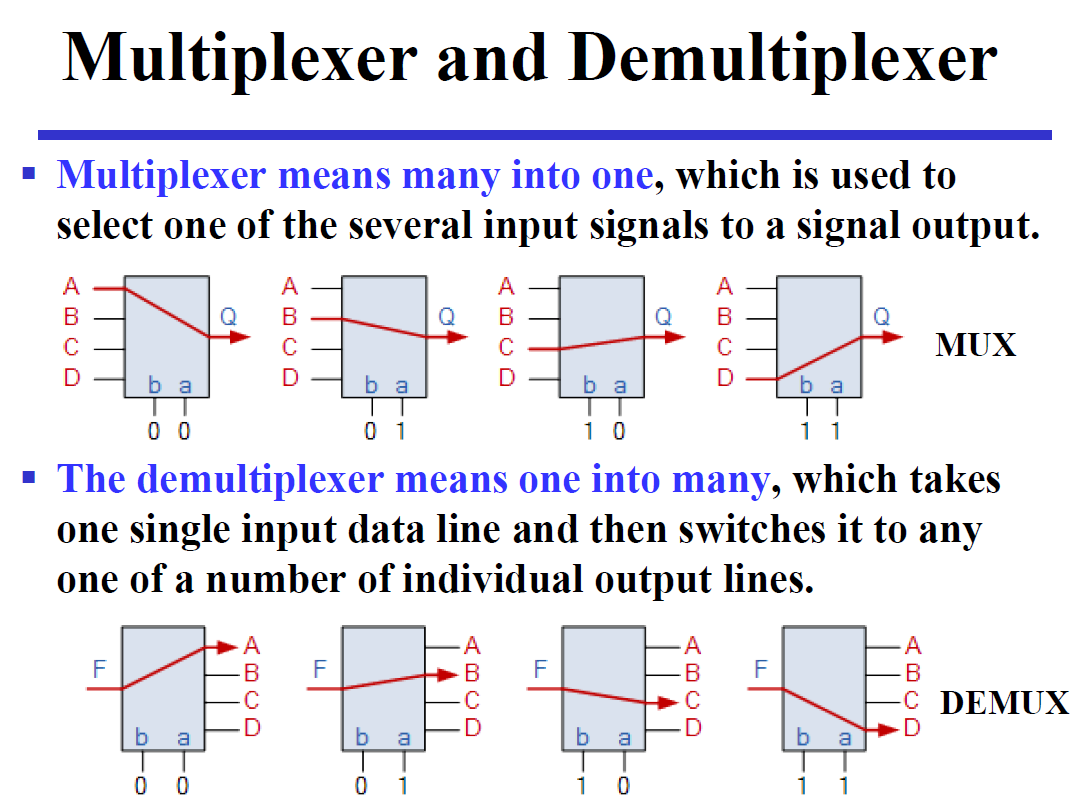 Multiplexer and Demultiplexer
▪ Multiplexer means many into one, which is used to
select one of the several input signals to a signal output.
A A A A
Q Q Q Q
B B B B
MUX
C C C C
D D D D
b a b a b a b a
0 0 0 1 1 0 1 1
▪ The demultiplexer means one into many, which takes
one single input data line and then switches it to any
one of a number of individual output lines.
A A A A
F B F B F B F B
C C C C
DEMUX
D D D D
b a b a b a b a
0 0 0 1 1 0 1 1